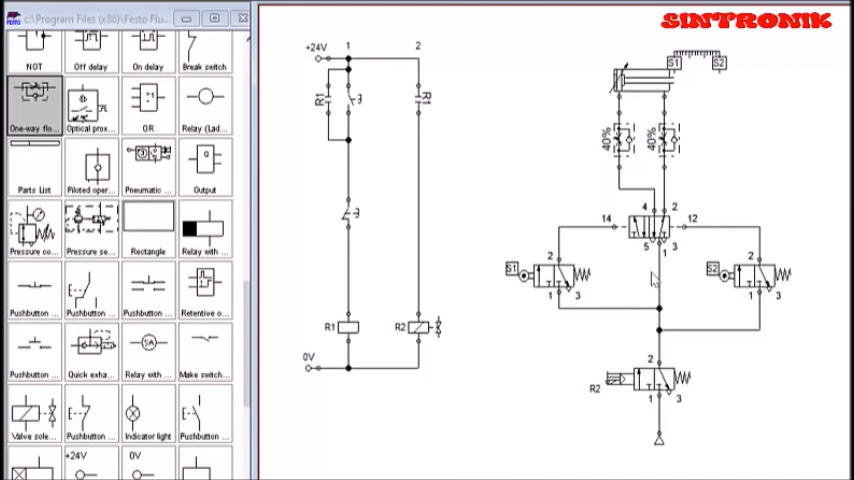 c:\Program Files (x86)\Festo Flu...
SINTRONIK
NOT
Off delay
On delay
Break switch
One-way flo...
Optical prox...
OR
Relay (Lad...
Parts List
Piloted oper...
Pneumatic ...
Output
Pressure co...
Pressure se...
Rectangle
Relay with ...
Pushbutton ...
Pushbutton ...
Pushbutton ...
Retentive o...
Pushbutton ...
Quick exha...
Relay with ...
Make switch...
Valve sole...
Pushbutton ...
Indicator light
Pushbutton ...
+24V
0V
+24V
1
2
R1
R1
R1
R2
0V
S1
S2
40%
40%
4
2
14
12
5
3
1
S1
2
1
3
S2
2
1
3
R2
2
1
3